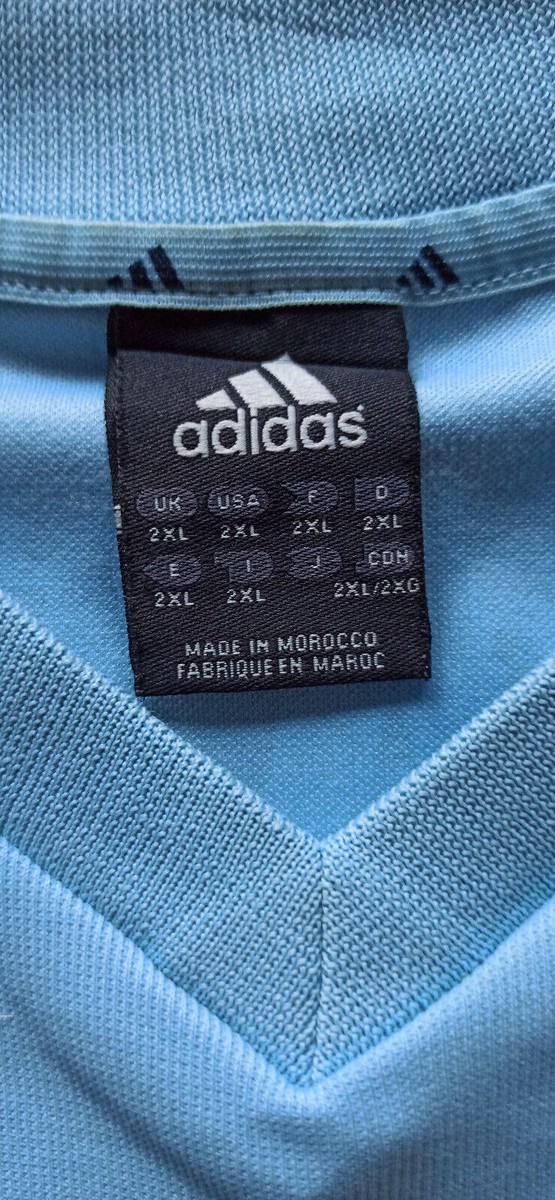 adidas
UK USA F D
2XL 2XL 2XL 2XL
E I J CDN
2XL 2XL 2XL/2XG
MADE IN MOROCCO
FABRIQUE EN MAROC